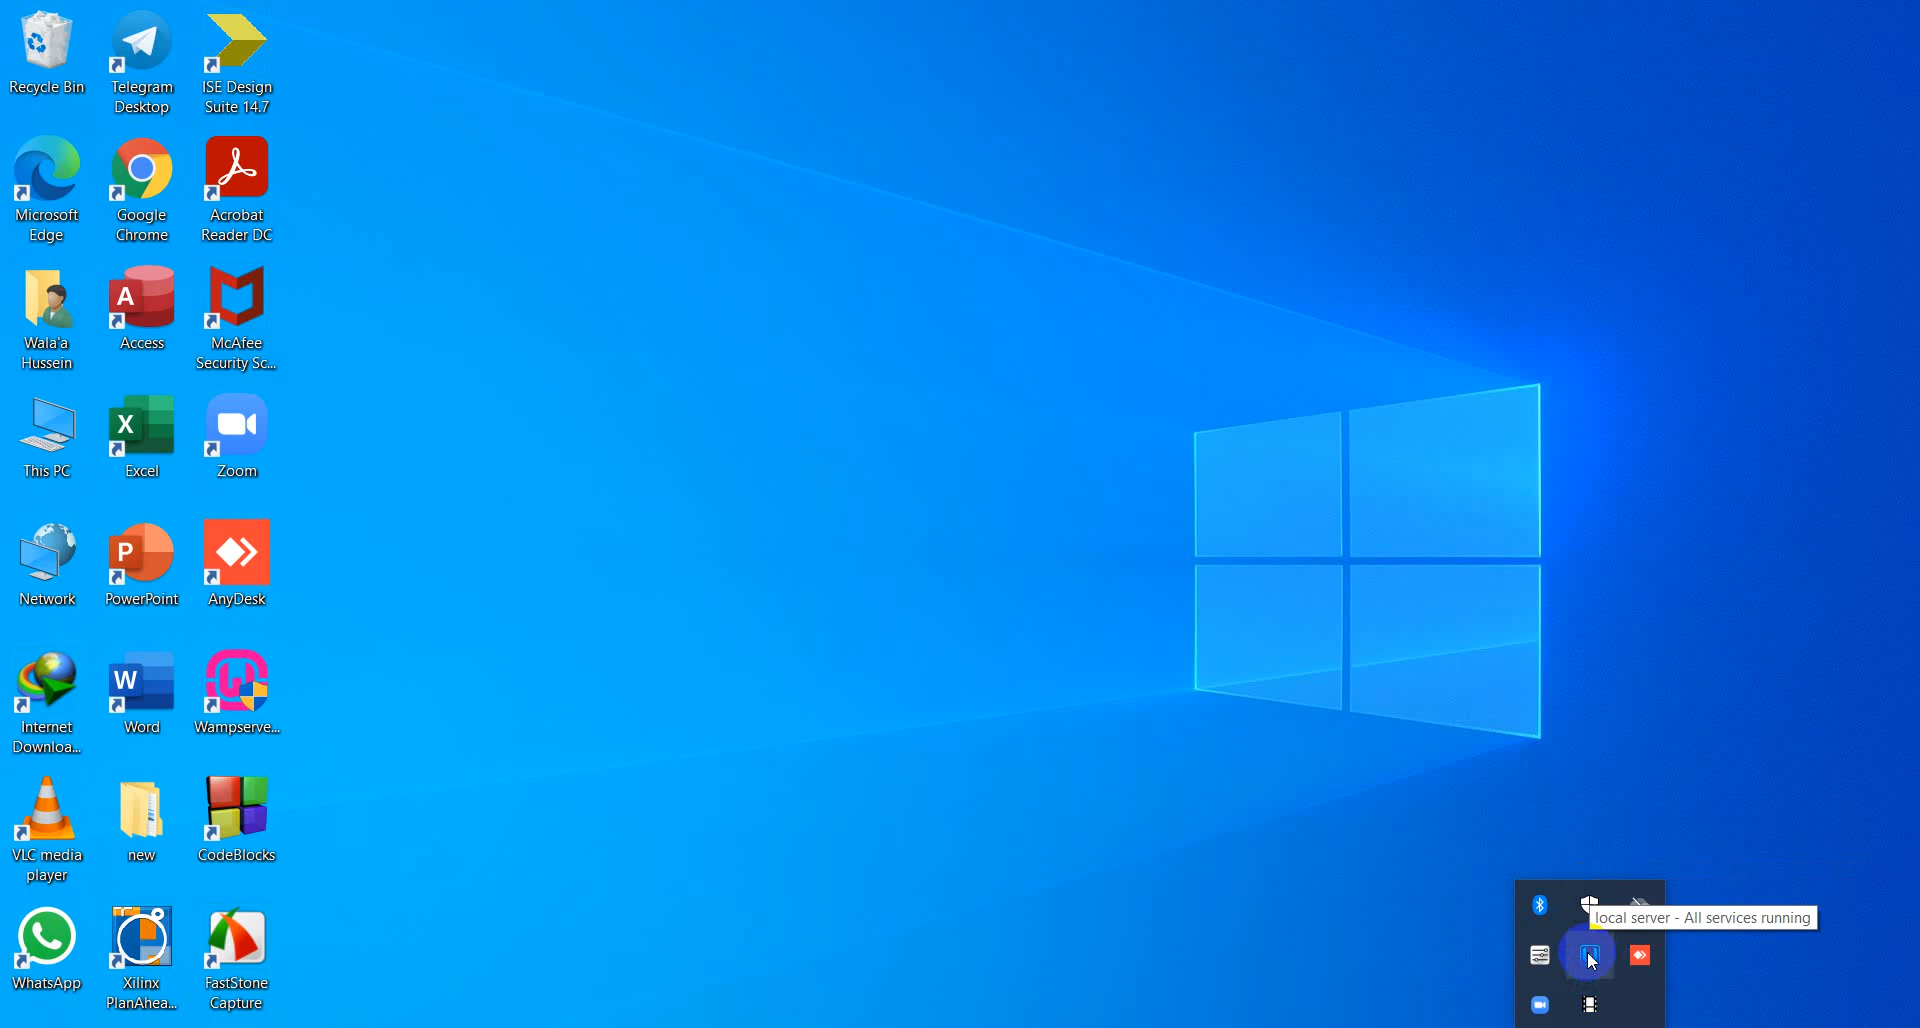 Recycle Bin
Telegram
Desktop
ISE Design
Suite 14.7
Microsoft
Edge
Google
Chrome
Acrobat
Reader DC
Wala'a
Hussein
A
Access
McAfee
Security Sc...
This PC
X
Excel
Zoom
Network
P
PowerPoint
AnyDesk
Internet
Downloa...
W
Word
Wampserve...
VLC media
player
new
CodeBlocks
WhatsApp
Xilinx
PlanAhea...
FastStone
Capture
local server - All services running